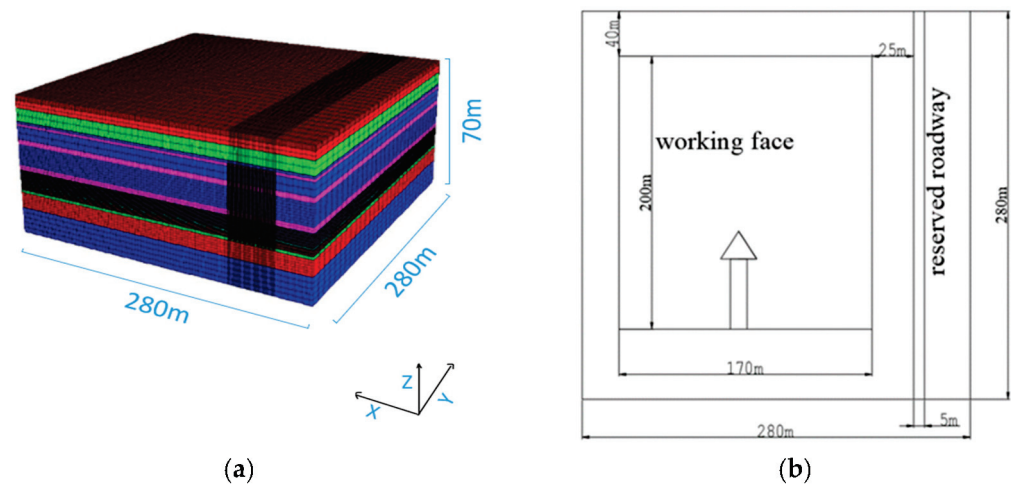 70m
280m
280m
Z
X
Y
(a)
40m
25m
working face
200m
reserved roadway
280m
170m
5m
280m
(b)